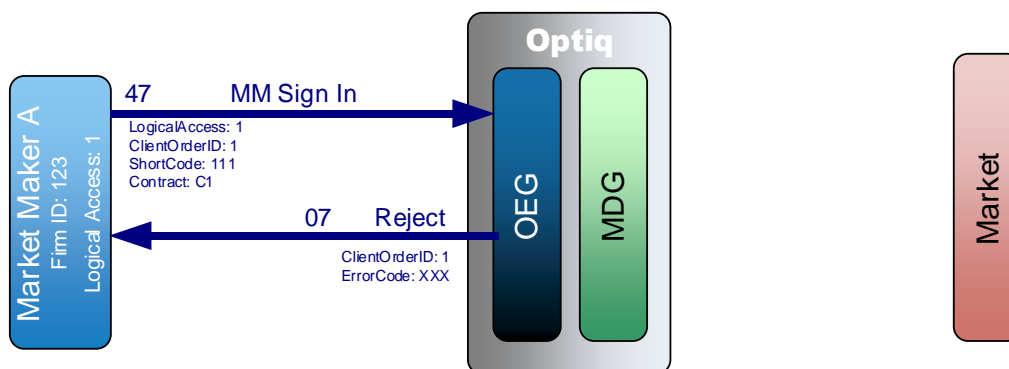 Optiq
Market Maker A
Firm ID: 123
Logical Access: 1
47 MM Sign In
LogicalAccess: 1
ClientOrderID: 1
ShortCode: 111
Contract: C1
07 Reject
ClientOrderID: 1
ErrorCode: XXX
OEG
MDG
Market